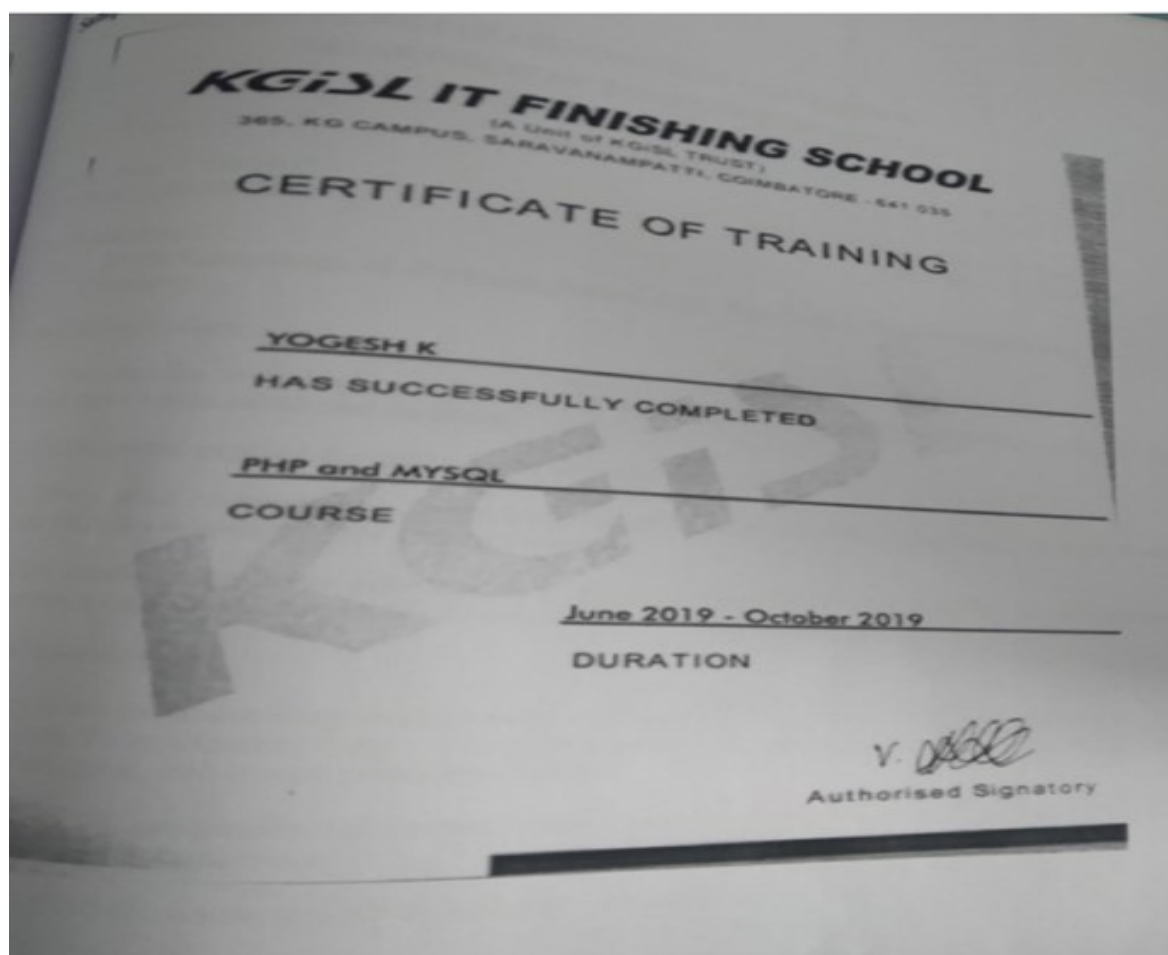 KGiSL IT FINISHING SCHOOL
(A Unit of KGiSL TRUST)
365, KG CAMPUS, SARAVANAMPATTI, COIMBATORE - 641 035
CERTIFICATE OF TRAINING
YOGESH K
HAS SUCCESSFULLY COMPLETED
PHP and MYSQL
COURSE
June 2019 - October 2019
DURATION
V.
Authorised Signatory